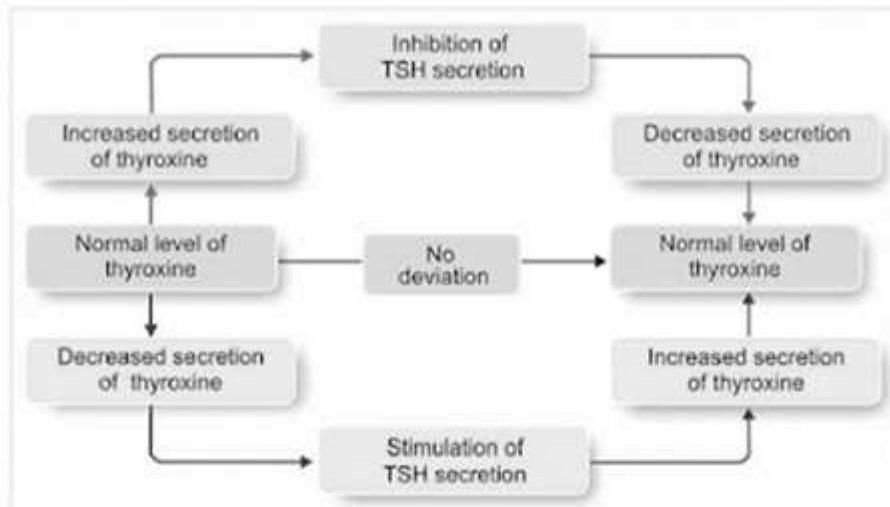 Inhibition of
TSH secretion
Increased secretion
of thyroxine
Decreased secretion
of thyroxine
Normal level of
thyroxine
No
deviation
Normal level of
thyroxine
Decreased secretion
of thyroxine
Increased secretion
of thyroxine
Stimulation of
TSH secretion